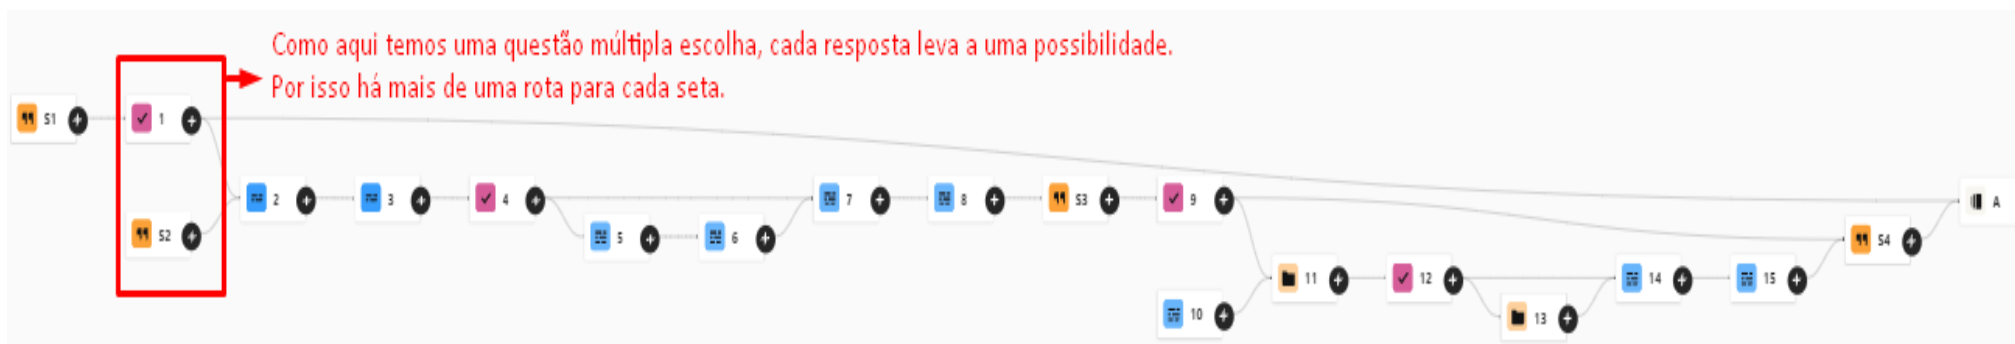 Como aqui temos uma questão múltipla escolha, cada resposta leva a uma possibilidade.
Por isso há mais de uma rota para cada seta.
S1
1
2
3
4
7
8
S3
9
A
S2
5
6
S4
11
12
14
15
10
13